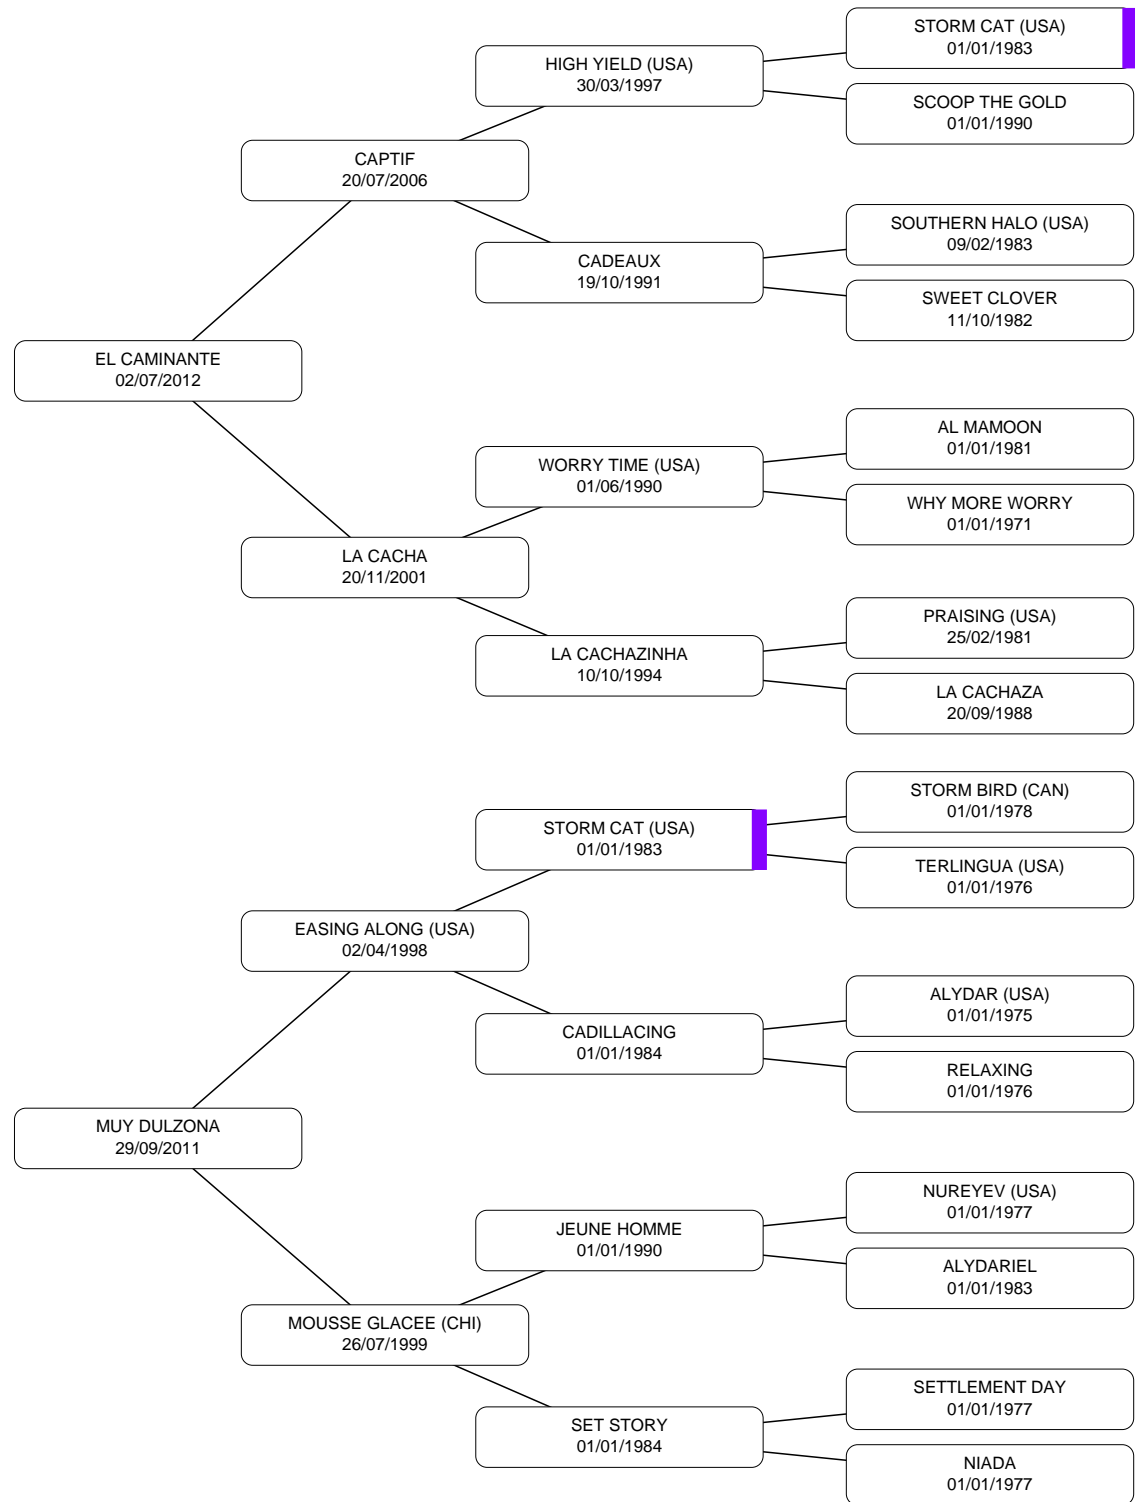 STORM CAT (USA)
01/01/1983
HIGH YIELD (USA)
30/03/1997
SCOOP THE GOLD
01/01/1990
CAPTIF
20/07/2006
SOUTHERN HALO (USA)
09/02/1983
CADEAUX
19/10/1991
SWEET CLOVER
11/10/1982
EL CAMINANTE
02/07/2012
AL MAMOON
01/01/1981
WORRY TIME (USA)
01/06/1990
WHY MORE WORRY
01/01/1971
LA CACHA
20/11/2001
PRAISING (USA)
25/02/1981
LA CACHAZINHA
10/10/1994
LA CACHAZA
20/09/1988
STORM BIRD (CAN)
01/01/1978
STORM CAT (USA)
01/01/1983
TERLINGUA (USA)
01/01/1976
EASING ALONG (USA)
02/04/1998
ALYDAR (USA)
01/01/1975
CADILLACING
01/01/1984
RELAXING
01/01/1976
MUY DULZONA
29/09/2011
NUREYEV (USA)
01/01/1977
JEUNE HOMME
01/01/1990
ALYDARIEL
01/01/1983
MOUSSE GLACEE (CHI)
26/07/1999
SETTLEMENT DAY
01/01/1977
SET STORY
01/01/1984
NIADA
01/01/1977